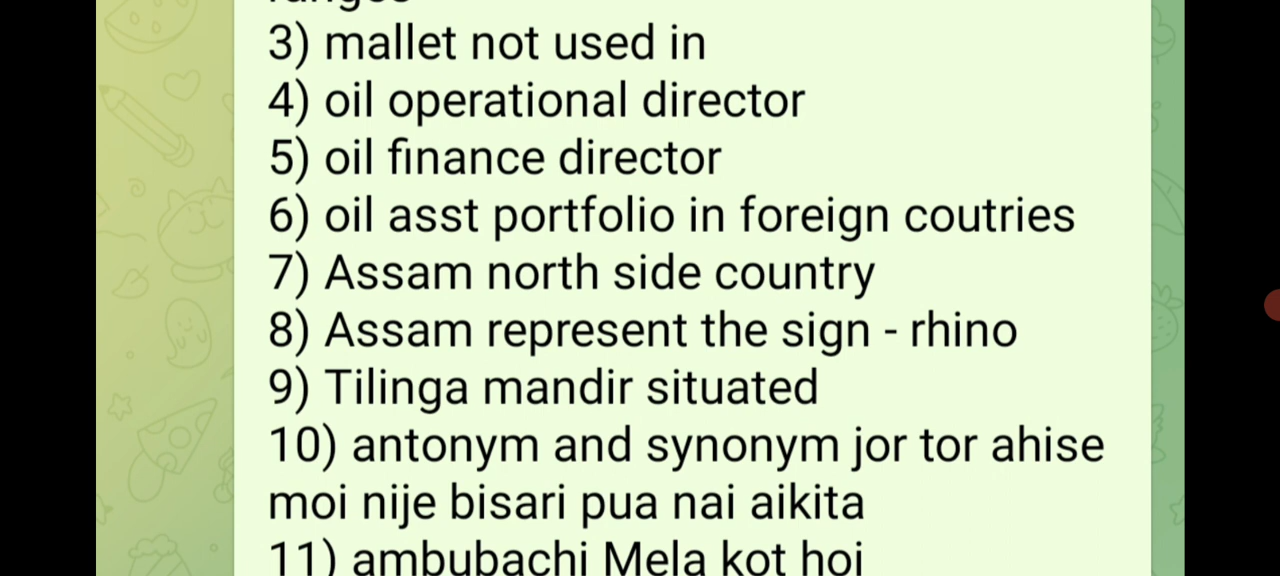 3) mallet not used in
4) oil operational director
5) oil finance director
6) oil asst portfolio in foreign coutries
7) Assam north side country
8) Assam represent the sign - rhino
9) Tilinga mandir situated
10) antonym and synonym jor tor ahise
moi nije bisari pua nai aikita
11) ambubachi Mela kot hoi